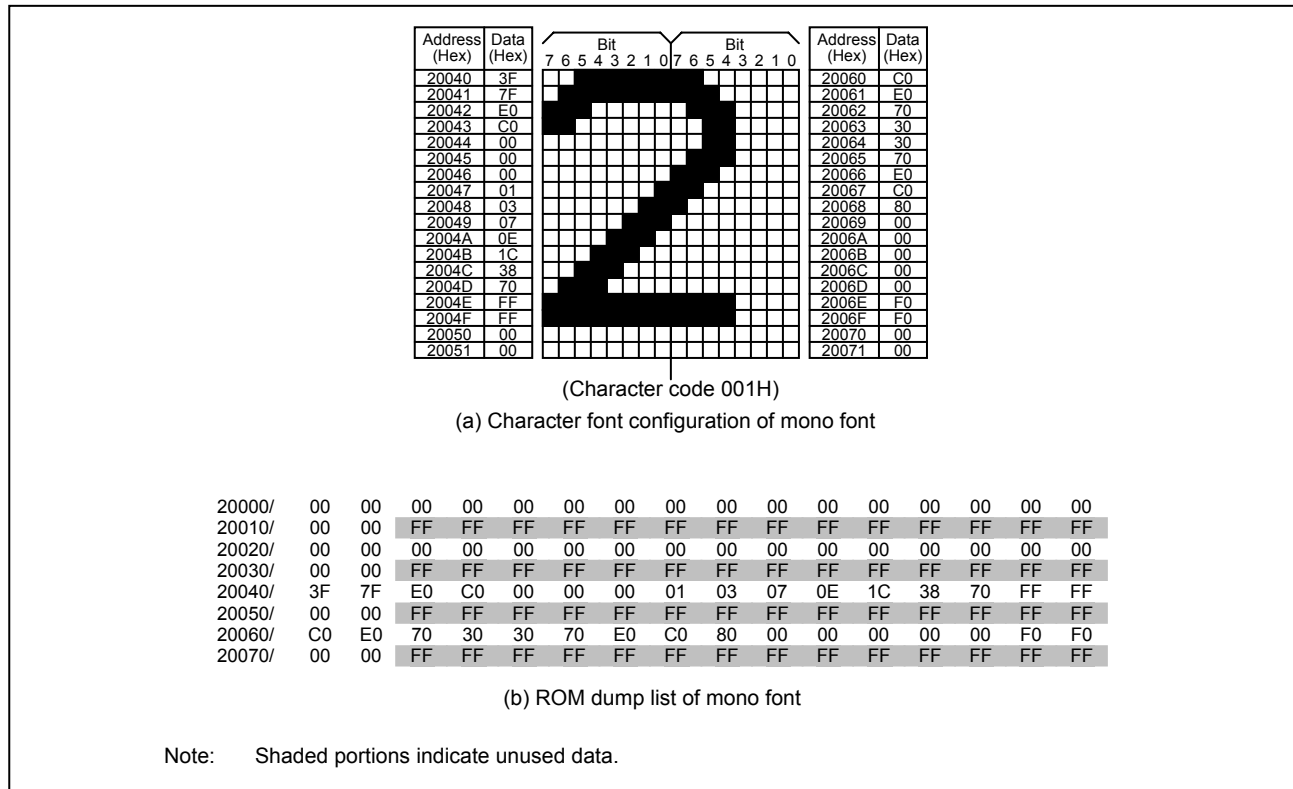 Address Data Bit Bit Address Data
(Hex) (Hex) 7 6 5 4 3 2 1 0 7 6 5 4 3 2 1 0 (Hex) (Hex)
20040 3F 20060 C0
20041 7F 20061 E0
20042 E0 20062 70
20043 C0 20063 30
20044 00 20064 30
20045 00 20065 70
20046 00 20066 E0
20047 01 20067 C0
20048 03 20068 80
20049 07 20069 00
2004A 0E 2006A 00
2004B 1C 2006B 00
2004C 38 2006C 00
2004D 70 2006D 00
2004E FF 2006E F0
2004F FF 2006F F0
20050 00 20070 00
20051 00 20071 00
(Character code 001H)
(a) Character font configuration of mono font
20000/ 00 00 00 00 00 00 00 00 00 00 00 00 00 00 00 00
20010/ 00 00 FF FF FF FF FF FF FF FF FF FF FF FF FF FF
20020/ 00 00 00 00 00 00 00 00 00 00 00 00 00 00 00 00
20030/ 00 00 FF FF FF FF FF FF FF FF FF FF FF FF FF FF
20040/ 3F 7F E0 C0 00 00 00 01 03 07 0E 1C 38 70 FF FF
20050/ 00 00 FF FF FF FF FF FF FF FF FF FF FF FF FF FF
20060/ C0 E0 70 30 30 70 E0 C0 80 00 00 00 00 00 F0 F0
20070/ 00 00 FF FF FF FF FF FF FF FF FF FF FF FF FF FF
(b) ROM dump list of mono font
Note: Shaded portions indicate unused data.